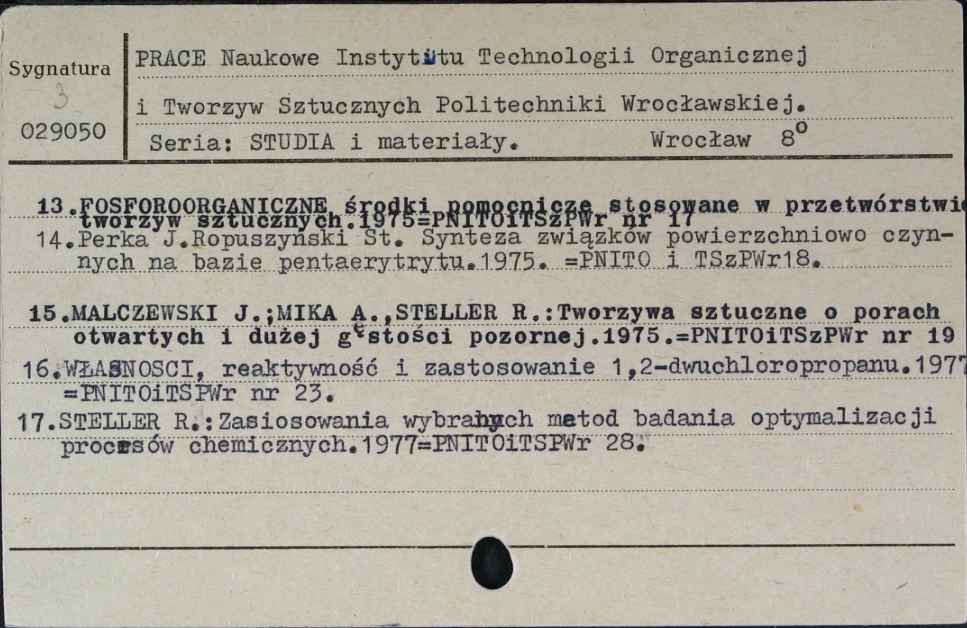 PRACE Naukowe Instytutu Technologii Organicznej
Sygnatura
3
i Tworzyw Sztucznych Politechniki Wrocławskiej.
029050
Seria: STUDIA i materiały. Wrocław 8º
13.FOSFOROORGANICZNE środki pomocnicze stosowane w przetwórstwie
tworzyw sztucznych.1975=PNITOiTSzPWr nr 17
14.Perka J.Ropuszyński St. Synteza związków powierzchniowo czyn-
nych na bazie pentaerytrytu.1975. =PNITO i TSzPWr18.
15.MALCZEWSKI J.;MIKA A.,STELLER R.:Tworzywa sztuczne o porach
otwartych i dużej gęstości pozornej.1975.=PNITOiTSzPWr nr 19
16.WŁASNOSCI, reaktywność i zastosowanie 1,2-dwuchloropropanu.1977
=PNITOiTSPWr nr 23.
17.STELLER R.:Zasiosowania wybranych metod badania optymalizacji
procesów chemicznych.1977=PNITOiTSPWr 28.